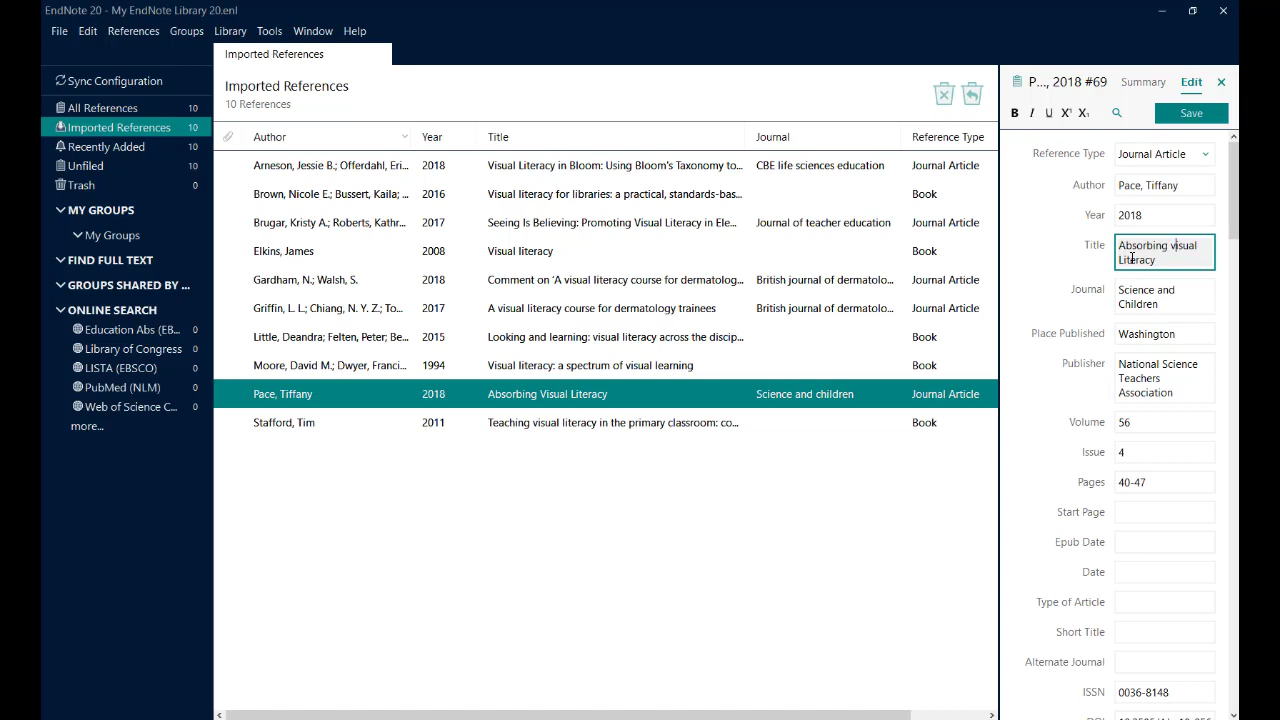 EndNote 20 - My EndNote Library 20.enl
File Edit References Groups Library Tools Window Help
Sync Configuration
All References 10
Imported References 10
Recently Added 10
Unfiled 10
Trash 0
MY GROUPS
My Groups
FIND FULL TEXT
GROUPS SHARED BY ...
ONLINE SEARCH
Education Abs (EB... 0
Library of Congress 0
LISTA (EBSCO) 0
PubMed (NLM) 0
Web of Science C... 0
more...
Imported References
Imported References
10 References
Author Year Title Journal Reference Type
Arneson, Jessie B.; Offerdahl, Eri... 2018 Visual Literacy in Bloom: Using Bloom's Taxonomy to... CBE life sciences education Journal Article
Brown, Nicole E.; Bussert, Kaila; ... 2016 Visual literacy for libraries: a practical, standards-bas... Book
Brugar, Kristy A.; Roberts, Kathr... 2017 Seeing Is Believing: Promoting Visual Literacy in Ele... Journal of teacher education Journal Article
Elkins, James 2008 Visual literacy Book
Gardham, N.; Walsh, S. 2018 Comment on ‘A visual literacy course for dermatolog... British journal of dermatolo... Journal Article
Griffin, L. L.; Chiang, N. Y. Z.; To... 2017 A visual literacy course for dermatology trainees British journal of dermatolo... Journal Article
Little, Deandra; Felten, Peter; Be... 2015 Looking and learning: visual literacy across the discip... Book
Moore, David M.; Dwyer, Franci... 1994 Visual literacy: a spectrum of visual learning Book
Pace, Tiffany 2018 Absorbing Visual Literacy Science and children Journal Article
Stafford, Tim 2011 Teaching visual literacy in the primary classroom: co... Book
P..., 2018 #69 Summary Edit
B I U X¹ X₁ Save
Reference Type Journal Article
Author Pace, Tiffany
Year 2018
Title Absorbing visual
Literacy
Journal Science and
Children
Place Published Washington
Publisher National Science
Teachers
Association
Volume 56
Issue 4
Pages 40-47
Start Page
Epub Date
Date
Type of Article
Short Title
Alternate Journal
ISSN 0036-8148